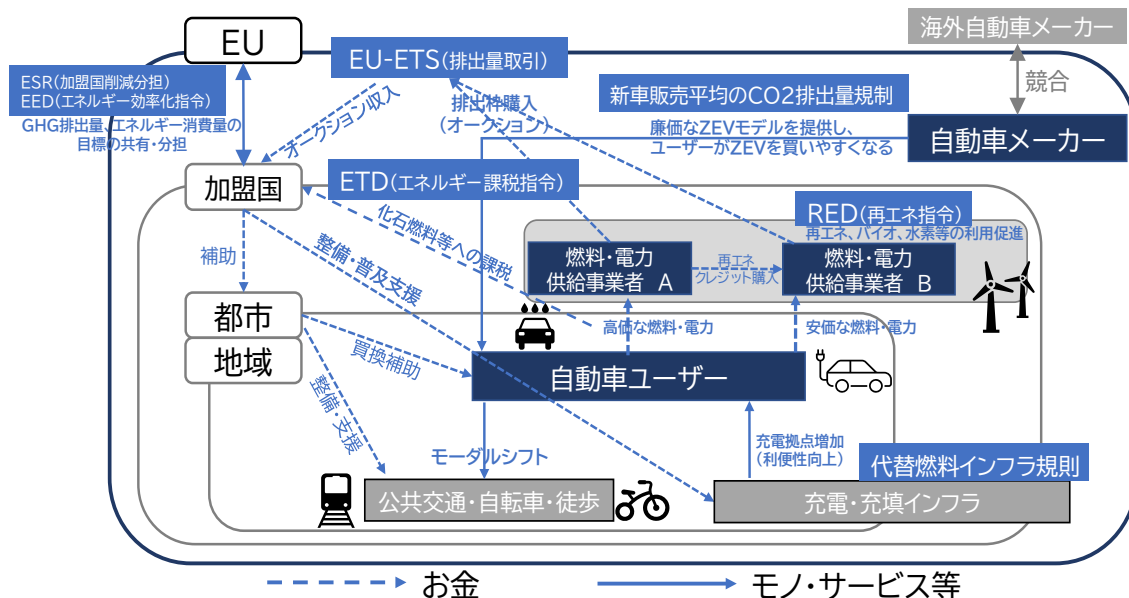 EU
海外自動車メーカー
競合
ESR(加盟国削減分担)
EED(エネルギー効率化指令)
GHG排出量、エネルギー消費量の
目標の共有・分担
EU-ETS(排出量取引)
オークション収入
排出枠購入
(オークション)
新車販売平均のCO2排出量規制
廉価なZEVモデルを提供し、
ユーザーがZEVを買いやすくなる
自動車メーカー
加盟国
ETD(エネルギー課税指令)
RED(再エネ指令)
再エネ、バイオ、水素等の利用促進
補助
整備・普及支援
化石燃料等への課税
燃料・電力
供給事業者 A
再エネ
クレジット購入
燃料・電力
供給事業者 B
都市
地域
高価な燃料・電力
安価な燃料・電力
買換補助
自動車ユーザー
整備・支援
モーダルシフト
充電拠点増加
(利便性向上)
代替燃料インフラ規則
公共交通・自転車・徒歩
充電・充填インフラ
お金
モノ・サービス等